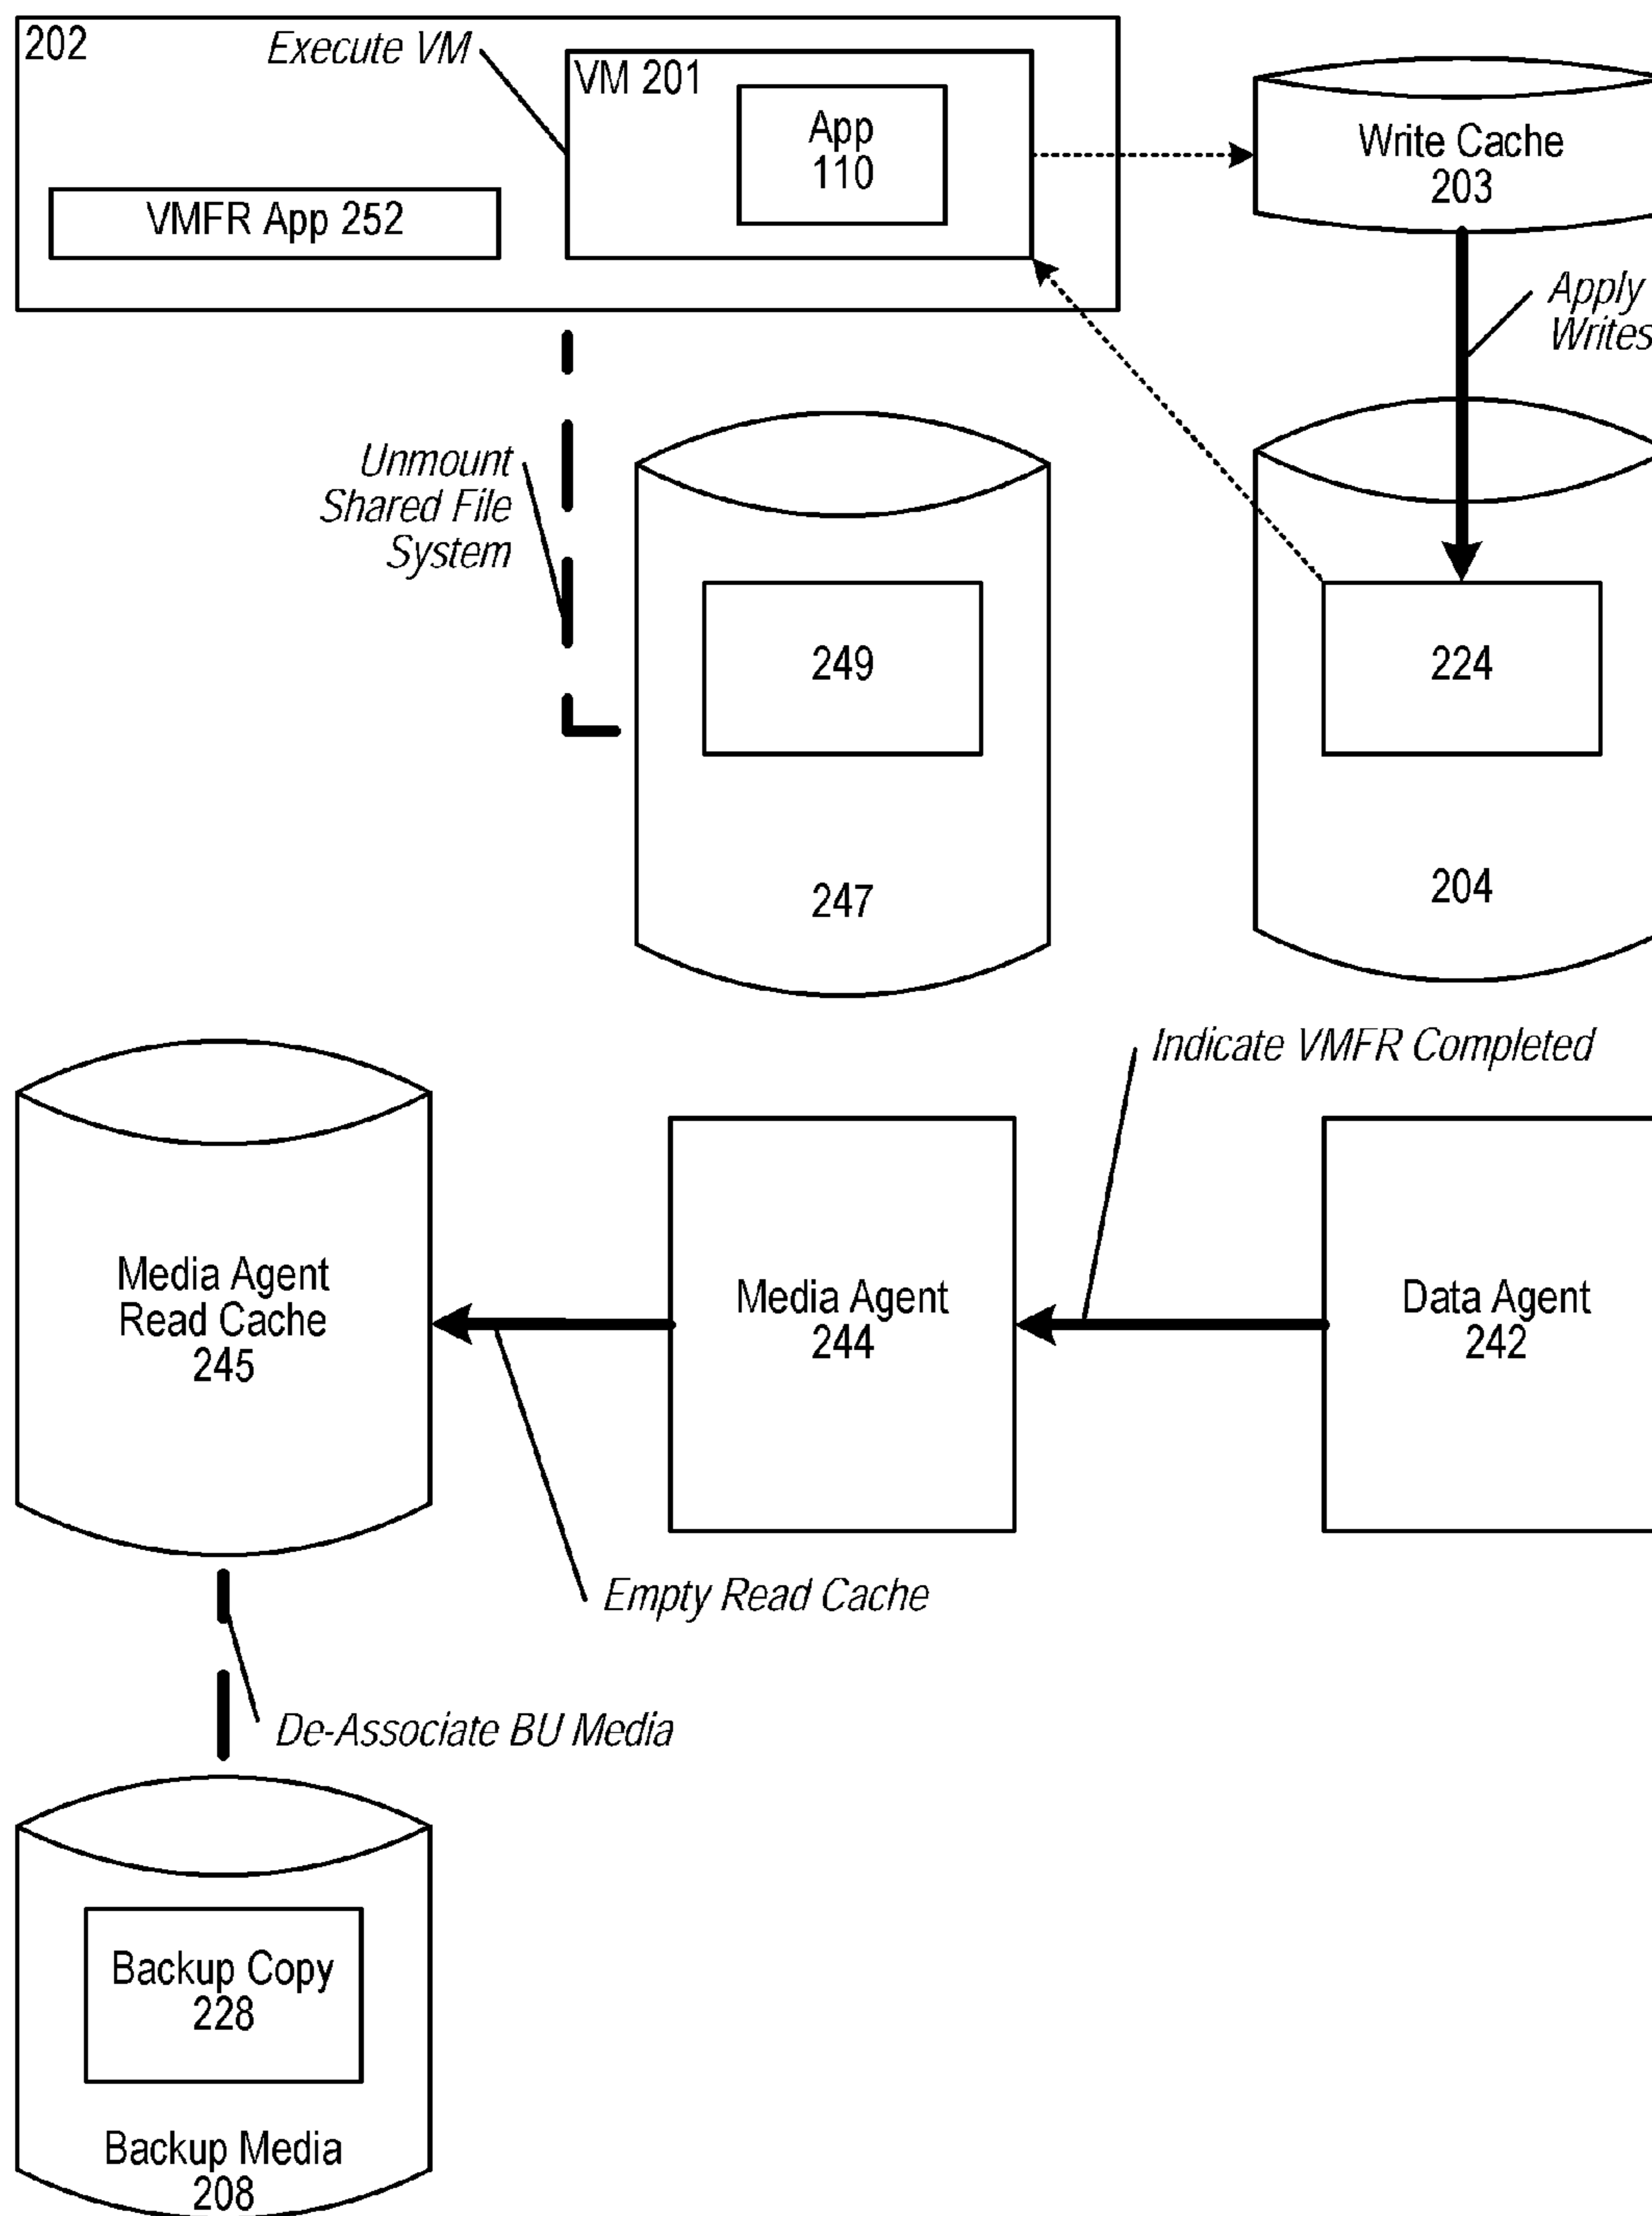 202
Execute VM
VM 201
App
110
Write Cache
203
VMFR App 252
Apply
Writes
Unmount
Shared File
System
249
224
247
204
Indicate VMFR Completed
Media Agent
Read Cache
245
Media Agent
244
Data Agent
242
Empty Read Cache
De-Associate BU Media
Backup Copy
228
Backup Media
208